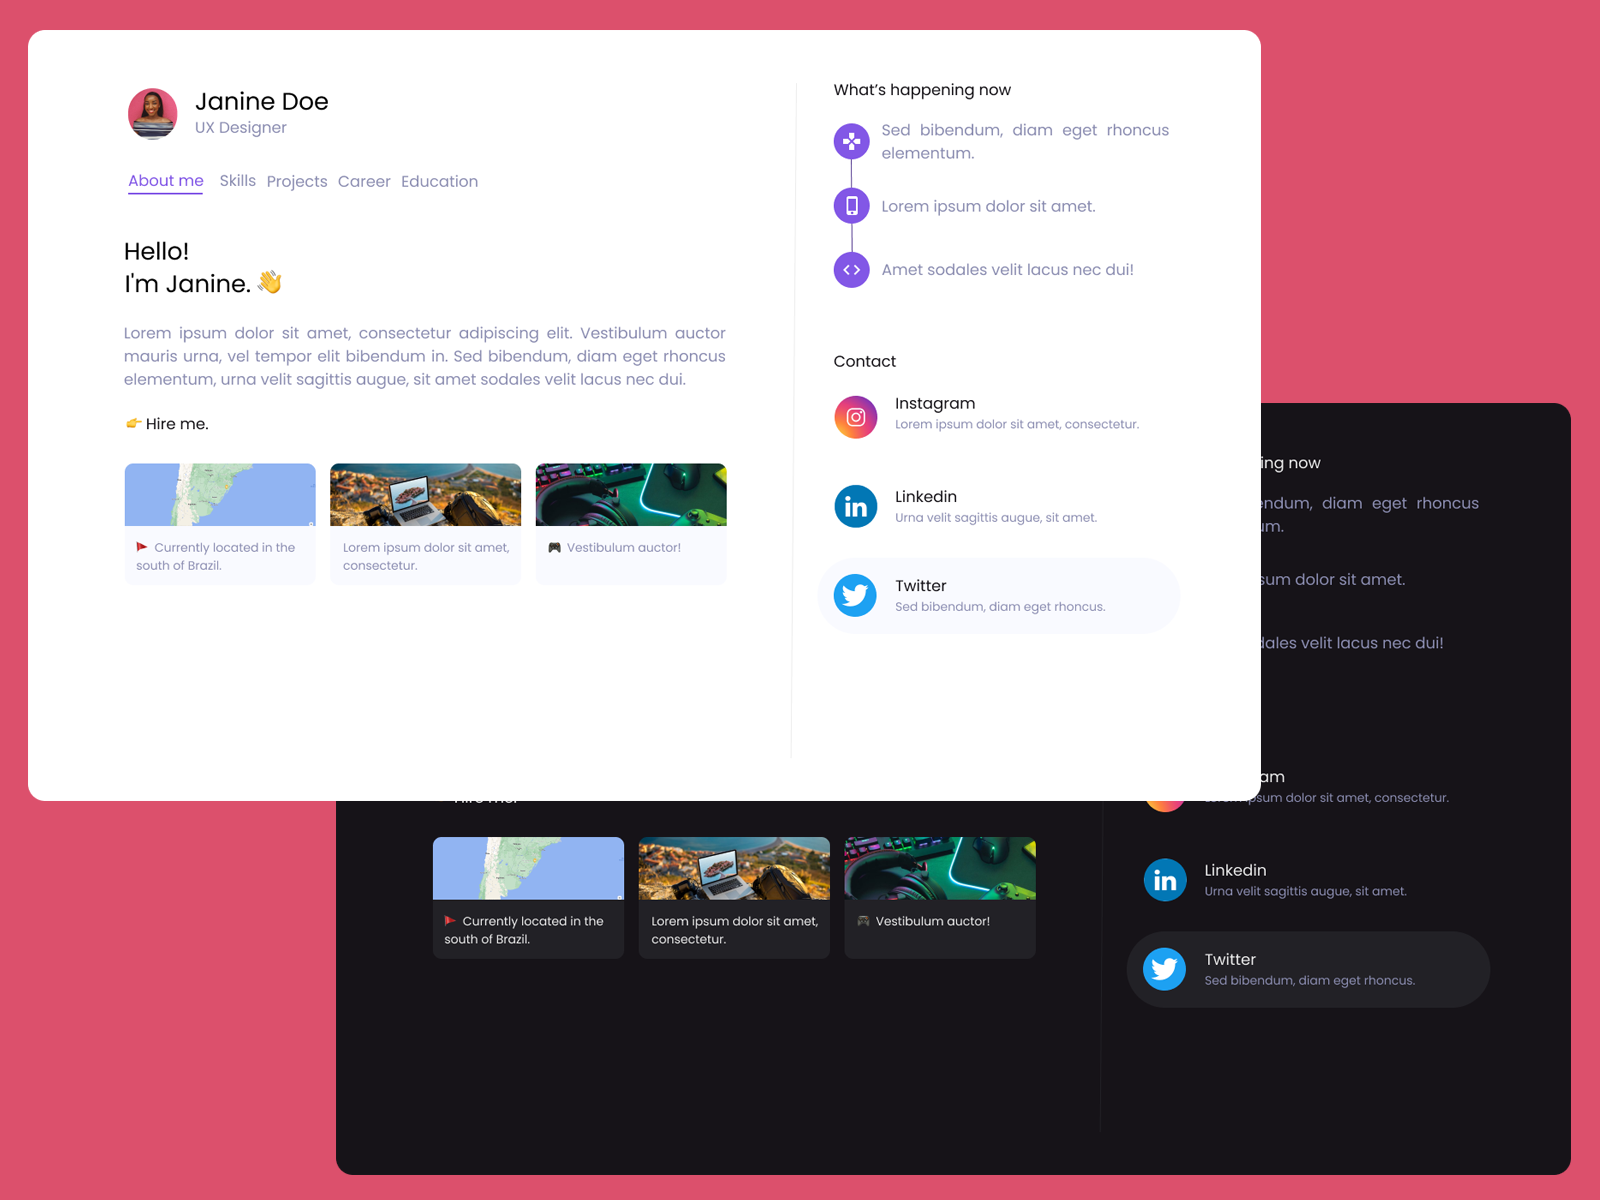 Janine Doe
UX Designer
About me Skills Projects Career Education
Hello!
I'm Janine. 👋
Lorem ipsum dolor sit amet, consectetur adipiscing elit. Vestibulum auctor
mauris urna, vel tempor elit bibendum in. Sed bibendum, diam eget rhoncus
elementum, urna velit sagittis augue, sit amet sodales velit lacus nec dui.
👉 Hire me.
🚩 Currently located in the
south of Brazil.
Lorem ipsum dolor sit amet,
consectetur.
🎮 Vestibulum auctor!
What's happening now
Sed bibendum, diam eget rhoncus
elementum.
Lorem ipsum dolor sit amet.
Amet sodales velit lacus nec dui!
Contact
Instagram
Lorem ipsum dolor sit amet, consectetur.
in
Linkedin
Urna velit sagittis augue, sit amet.
Twitter
Sed bibendum, diam eget rhoncus.
ing now
endum, diam eget rhoncus
um.
sum dolor sit amet.
dales velit lacus nec dui!
am
psum dolor sit amet, consectetur.
in
Linkedin
Urna velit sagittis augue, sit amet.
Twitter
Sed bibendum, diam eget rhoncus.
🚩 Currently located in the
south of Brazil.
Lorem ipsum dolor sit amet,
consectetur.
🎮 Vestibulum auctor!